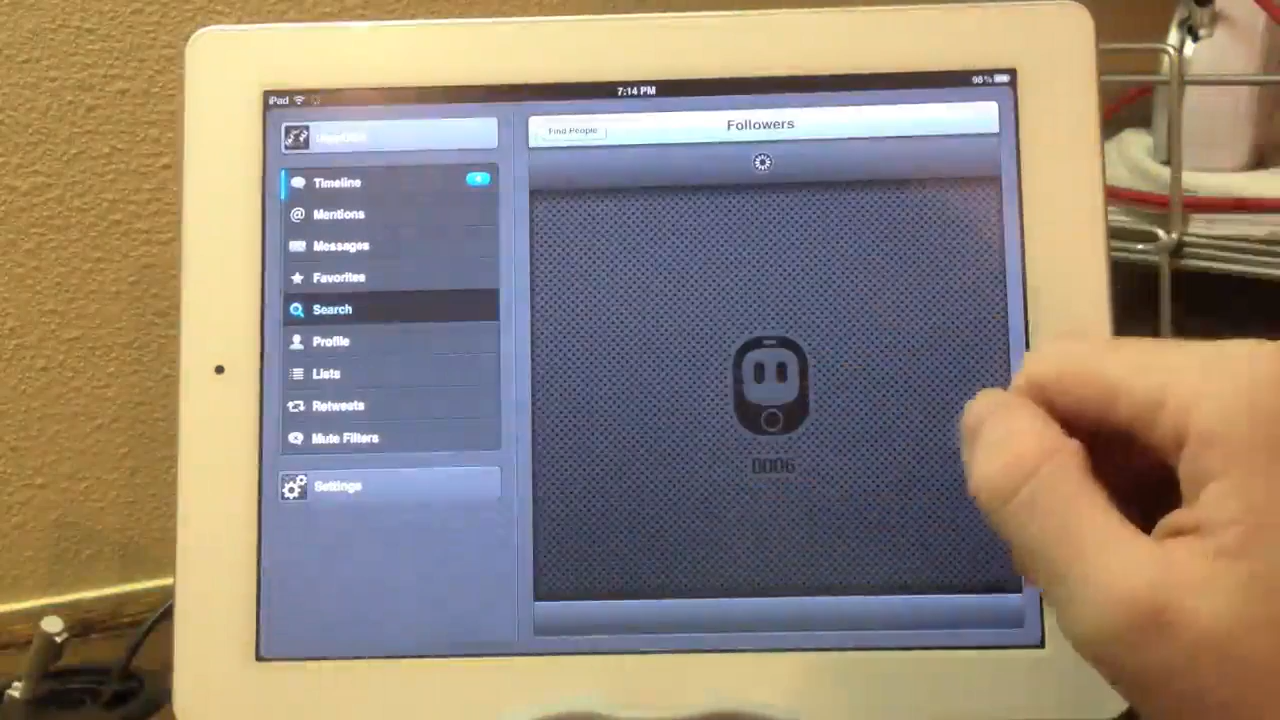 iPad
7:14 PM
98%
Find People
Followers
Timeline
@ Mentions
Messages
Favorites
Search
Profile
Lists
Retweets
Mute Filters
Settings
0006